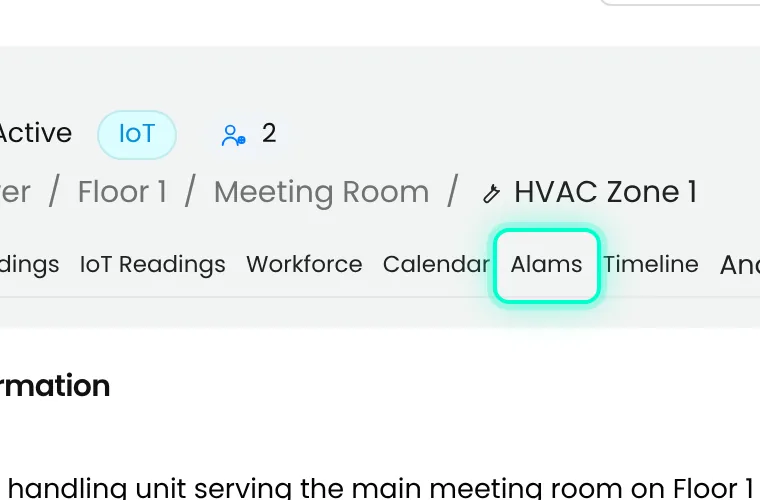 Active IoT 2
er / Floor 1 / Meeting Room / HVAC Zone 1
dings IoT Readings Workforce Calendar Alams Timeline
rmation
handling unit serving the main meeting room on Floor 1